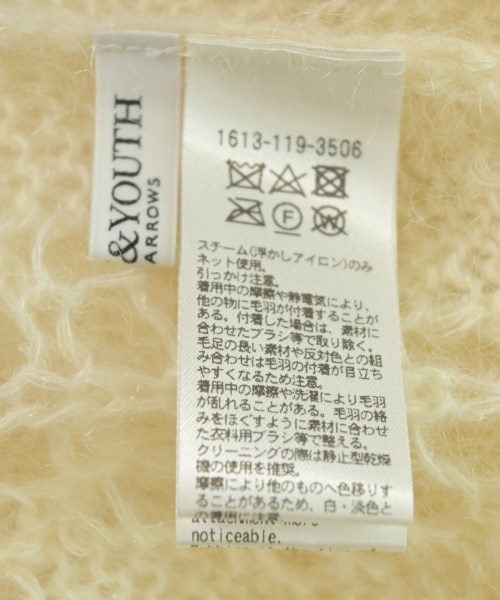 &YOUTH
ARROWS
1613-119-3506
F
W
スチーム(浮かしアイロン)のみ
ネット使用。
引っかけ注意。
着用中の摩擦や静電気により、
他の物に毛羽が付着することが
ある。付着した場合は、素材に
合わせたブラシ等で取り除く。
毛足の長い素材や反対色との組
み合わせは毛羽の付着が目立ち
やすくなるため注意。
着用中の摩擦や洗濯により毛羽
が乱れることがある。毛羽の絡
みをほぐすように素材に合わせ
た衣料用ブラシ等で整える。
クリーニングの際は静止型乾燥
機の使用を推奨。
摩擦により他のものへ色移りす
ることがあるため、白・淡色と
の着用に注意
attachment more
noticeable.